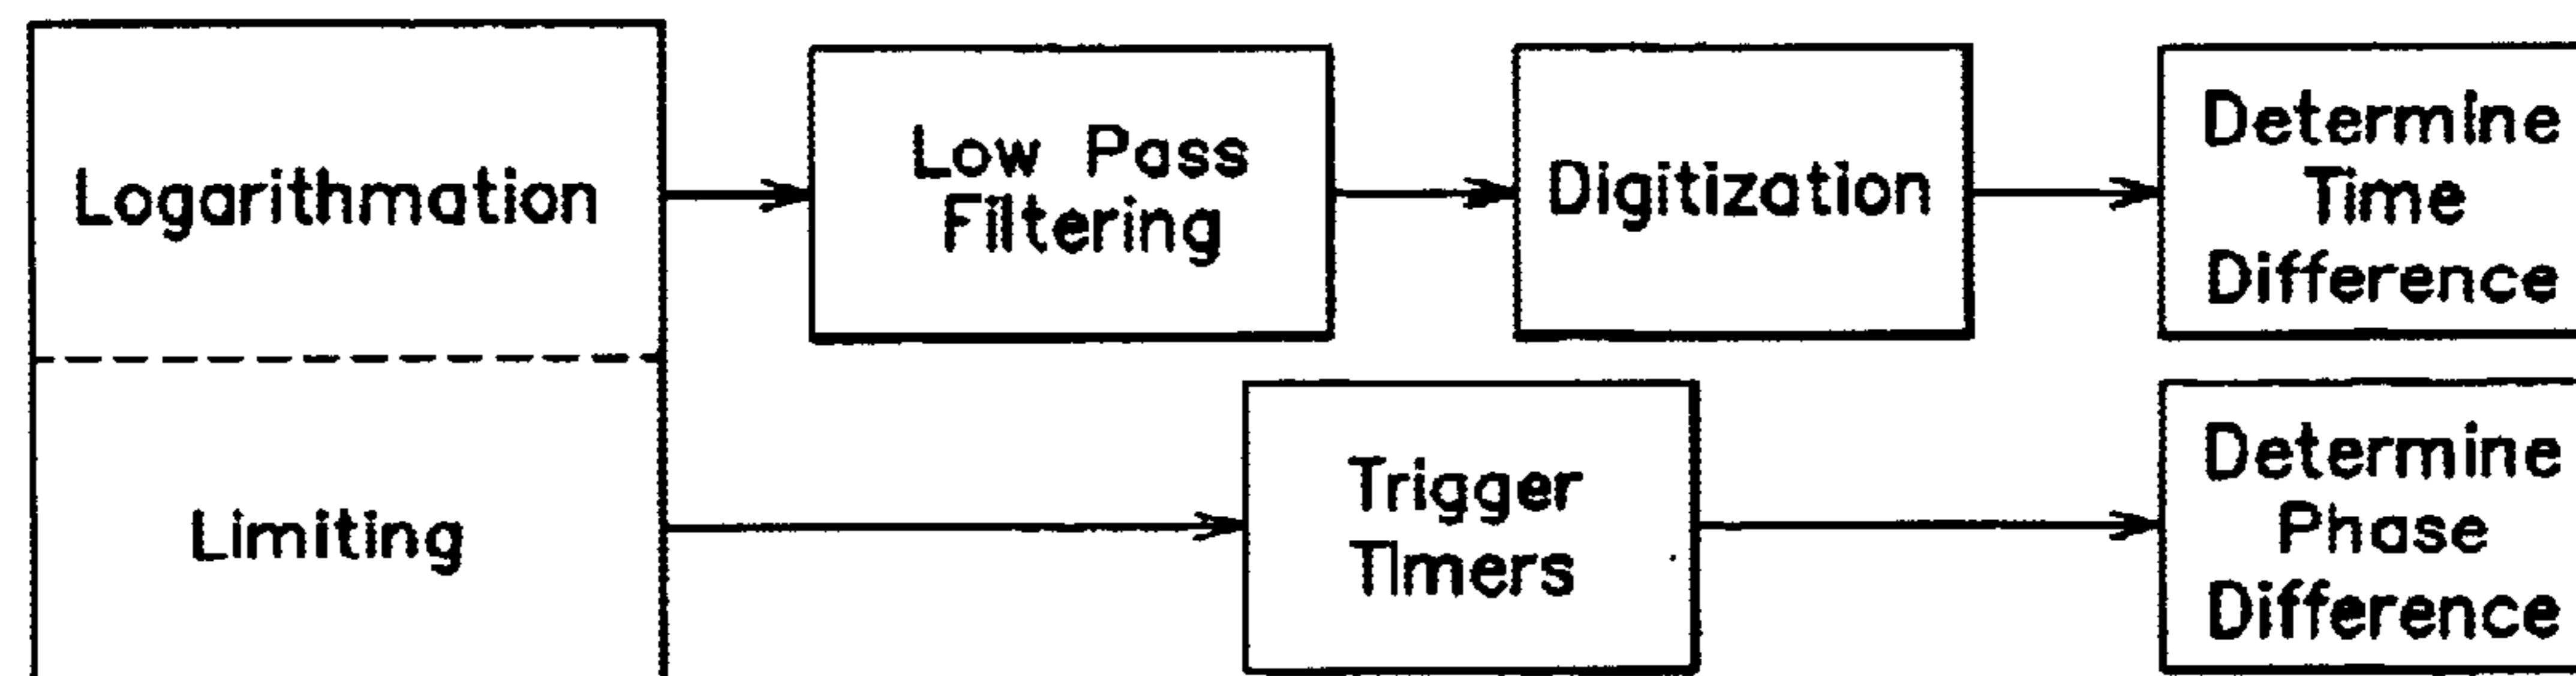 Logarithmation
Low Pass
Filtering
Digitization
Determine
Time
Difference
Limiting
Trigger
Timers
Determine
Phase
Difference